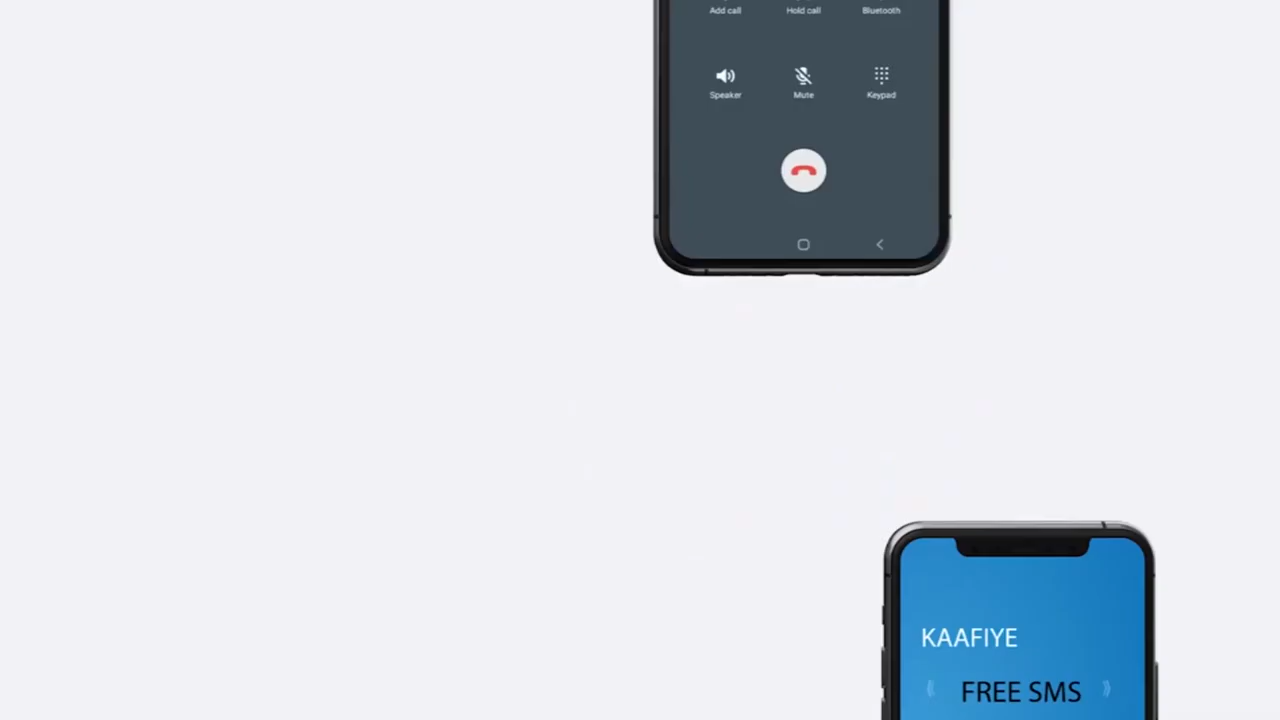 Add call Hold call Bluetooth
Speaker Mute Keypad
KAAFIYE
FREE SMS